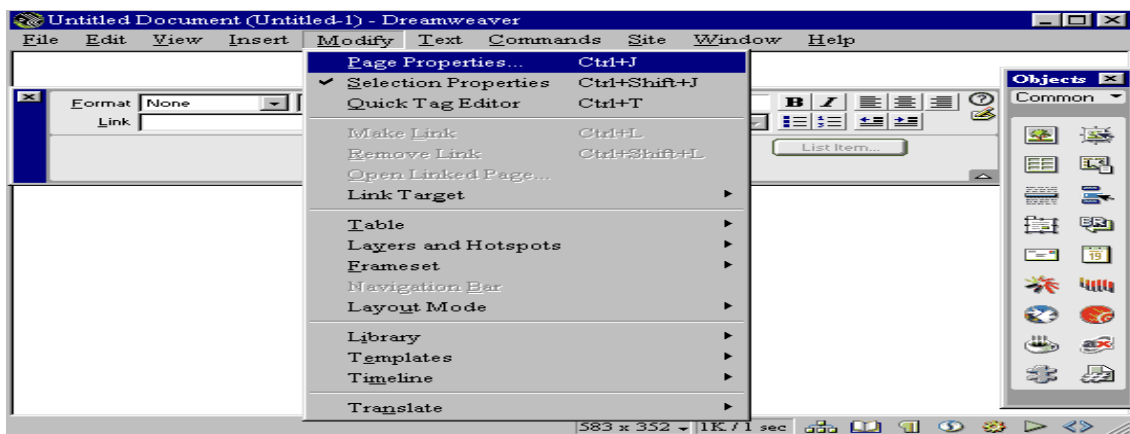 Untitled Document (Untitled-1) - Dreamweaver
File Edit View Insert Modify Text Commands Site Window Help
Page Properties... Ctrl+J
Selection Properties Ctrl+Shift+J
Quick Tag Editor Ctrl+T
Make Link Ctrl+L
Remove Link Ctrl+Shift+L
Open Linked Page...
Link Target
Table
Layers and Hotspots
Frameset
Navigation Bar
Layout Mode
Library
Templates
Timeline
Translate
Format None
Link
B I
List Item...
Objects
Common
19
583 x 352 1K / 1 sec